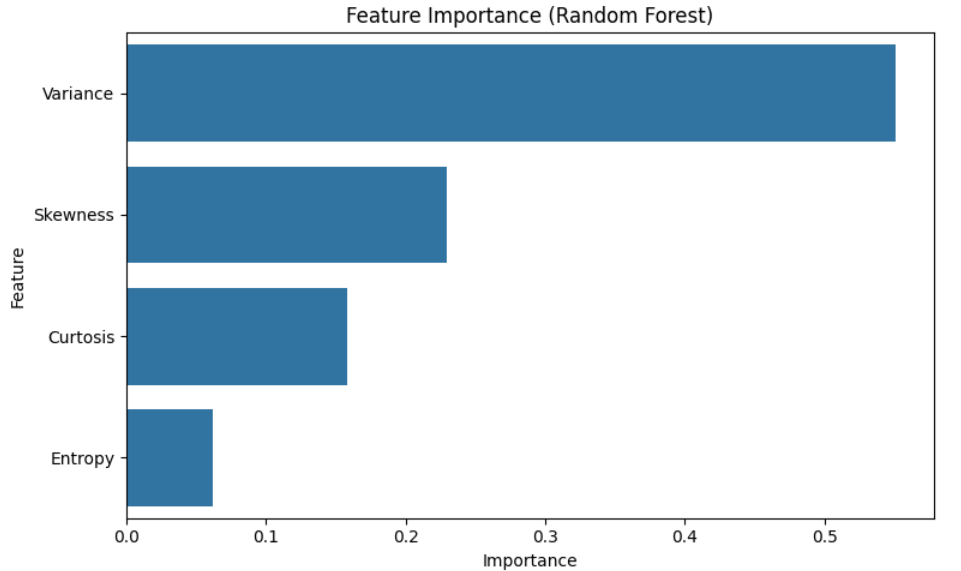 Feature Importance (Random Forest)
Variance
Skewness
Curtosis
Entropy
Feature
0.0 0.1 0.2 0.3 0.4 0.5
Importance